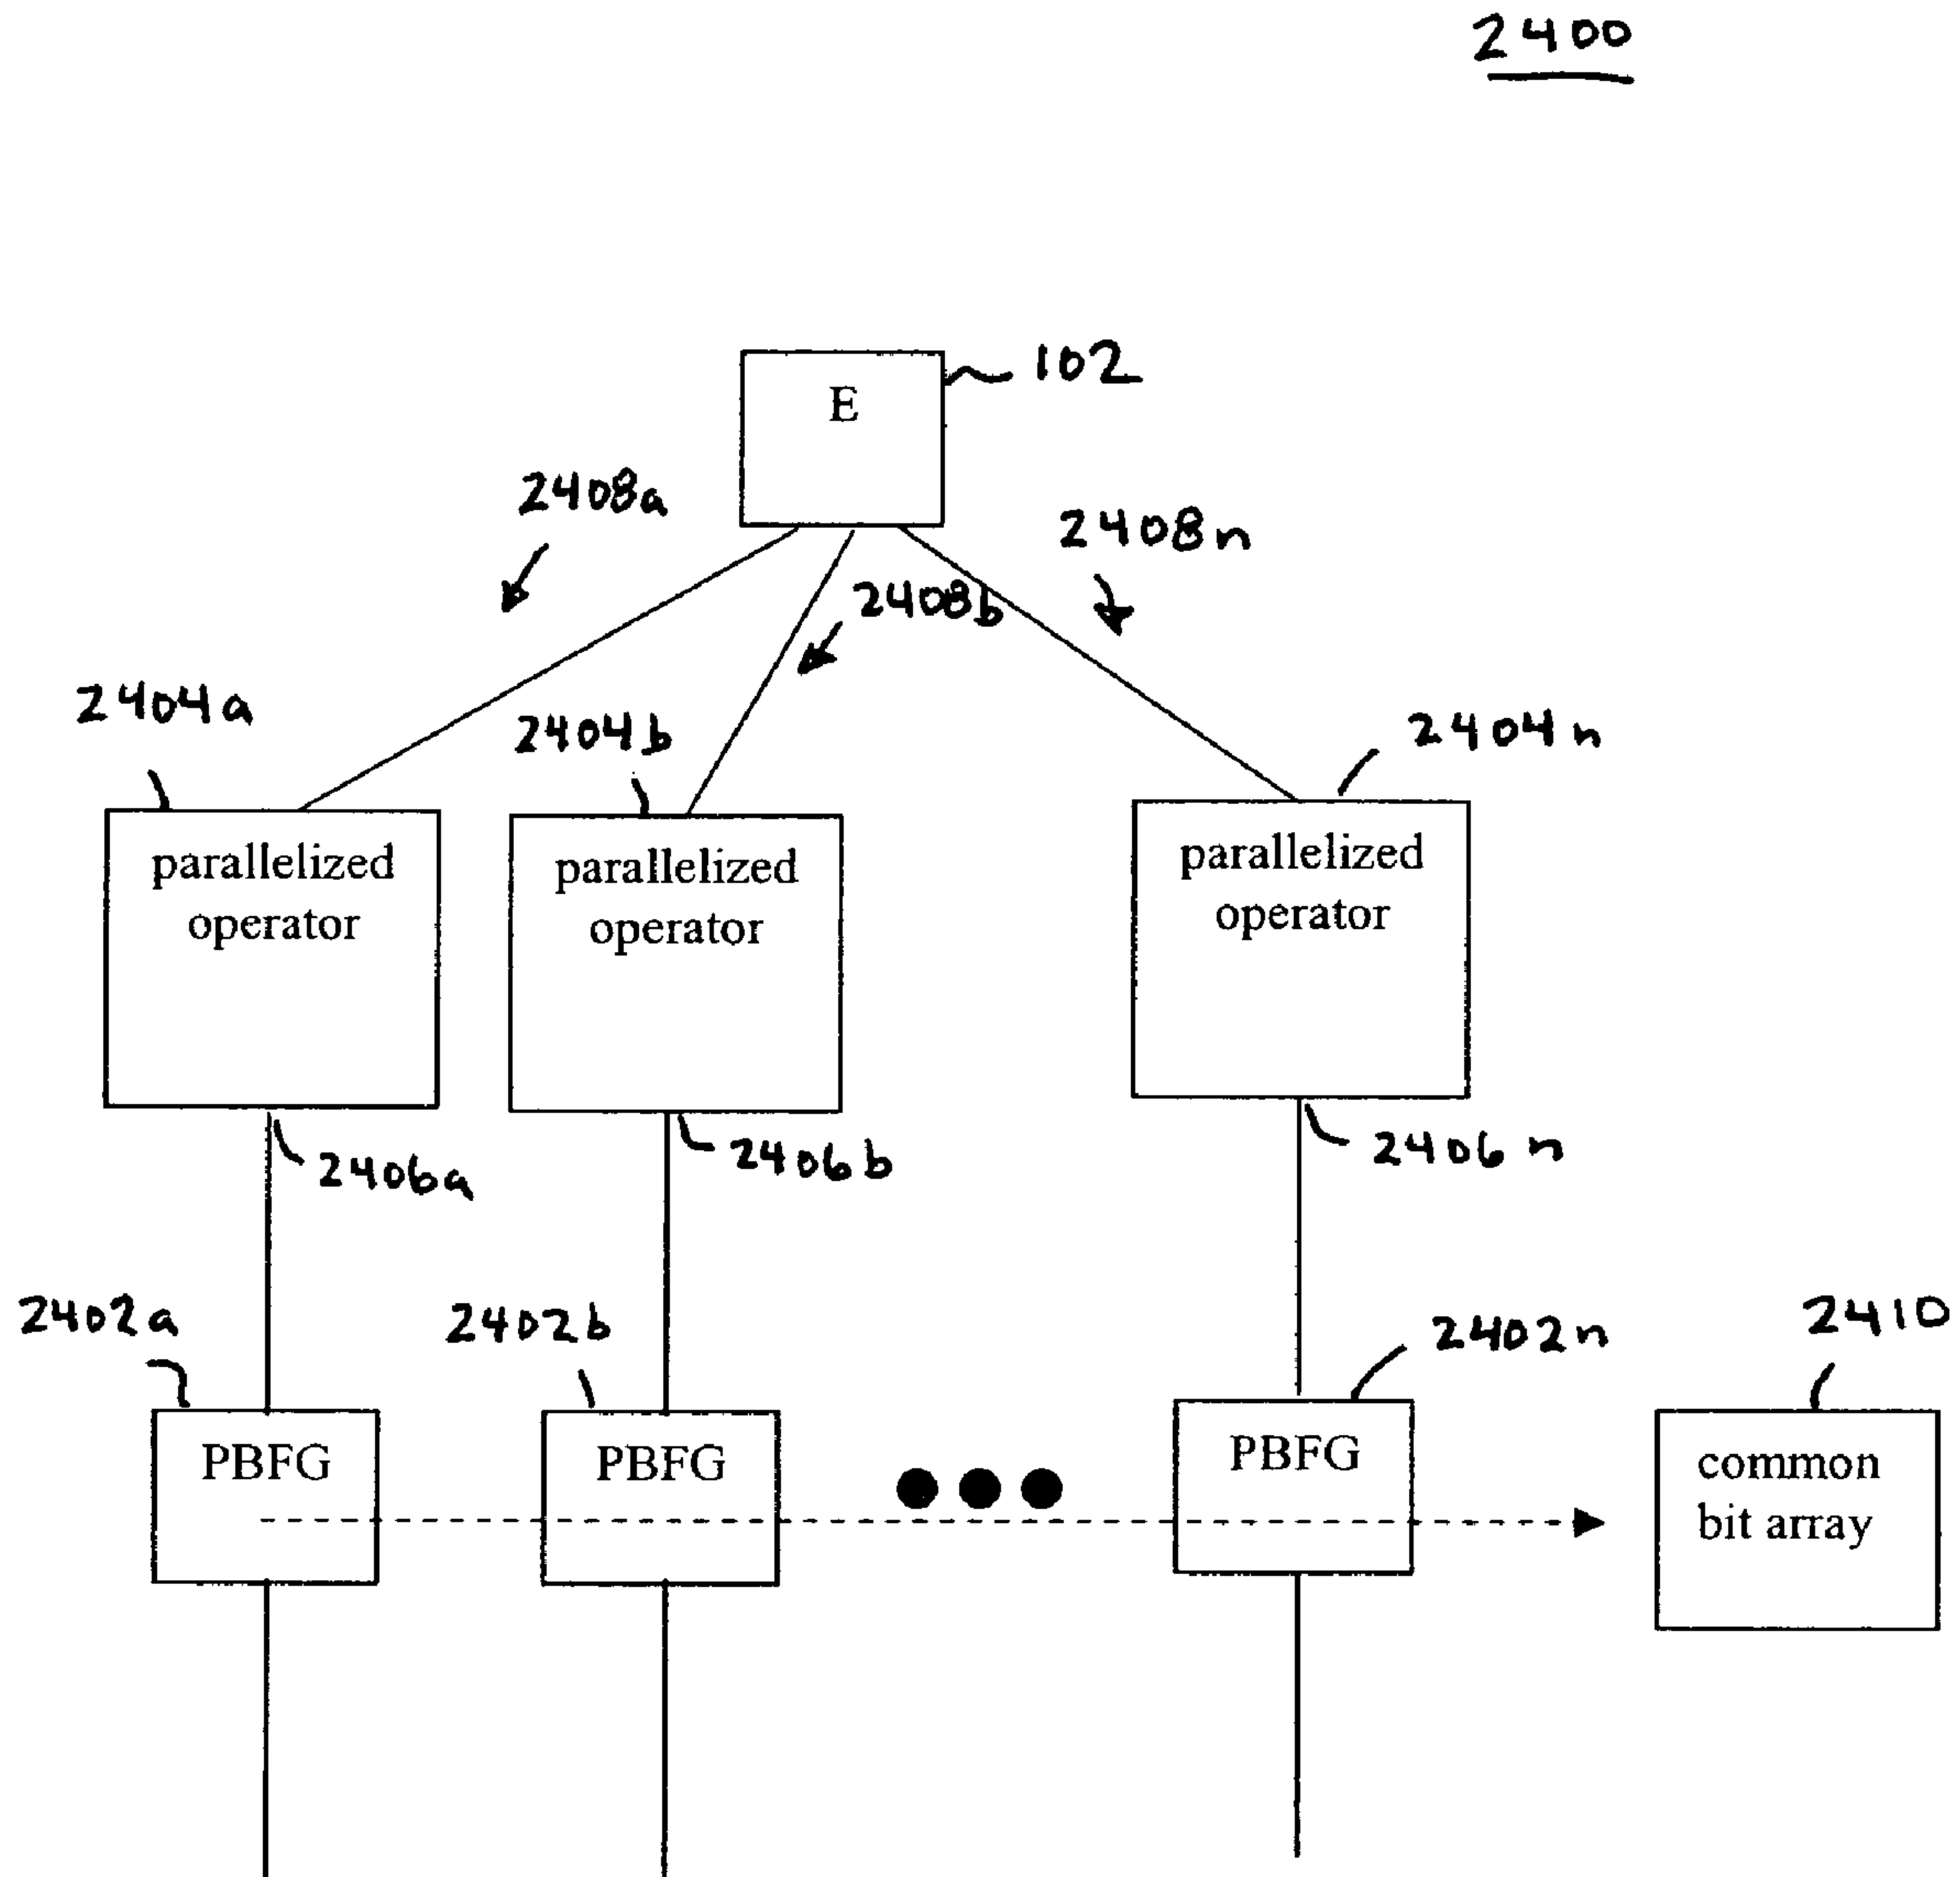 2400
E
102
2408a
2408n
2408b
2404a
2404b
2404n
parallelized
operator
parallelized
operator
parallelized
operator
2406a
2406b
2406n
2402a
2402b
2402n
2410
PBFG
PBFG
PBFG
common
bit array